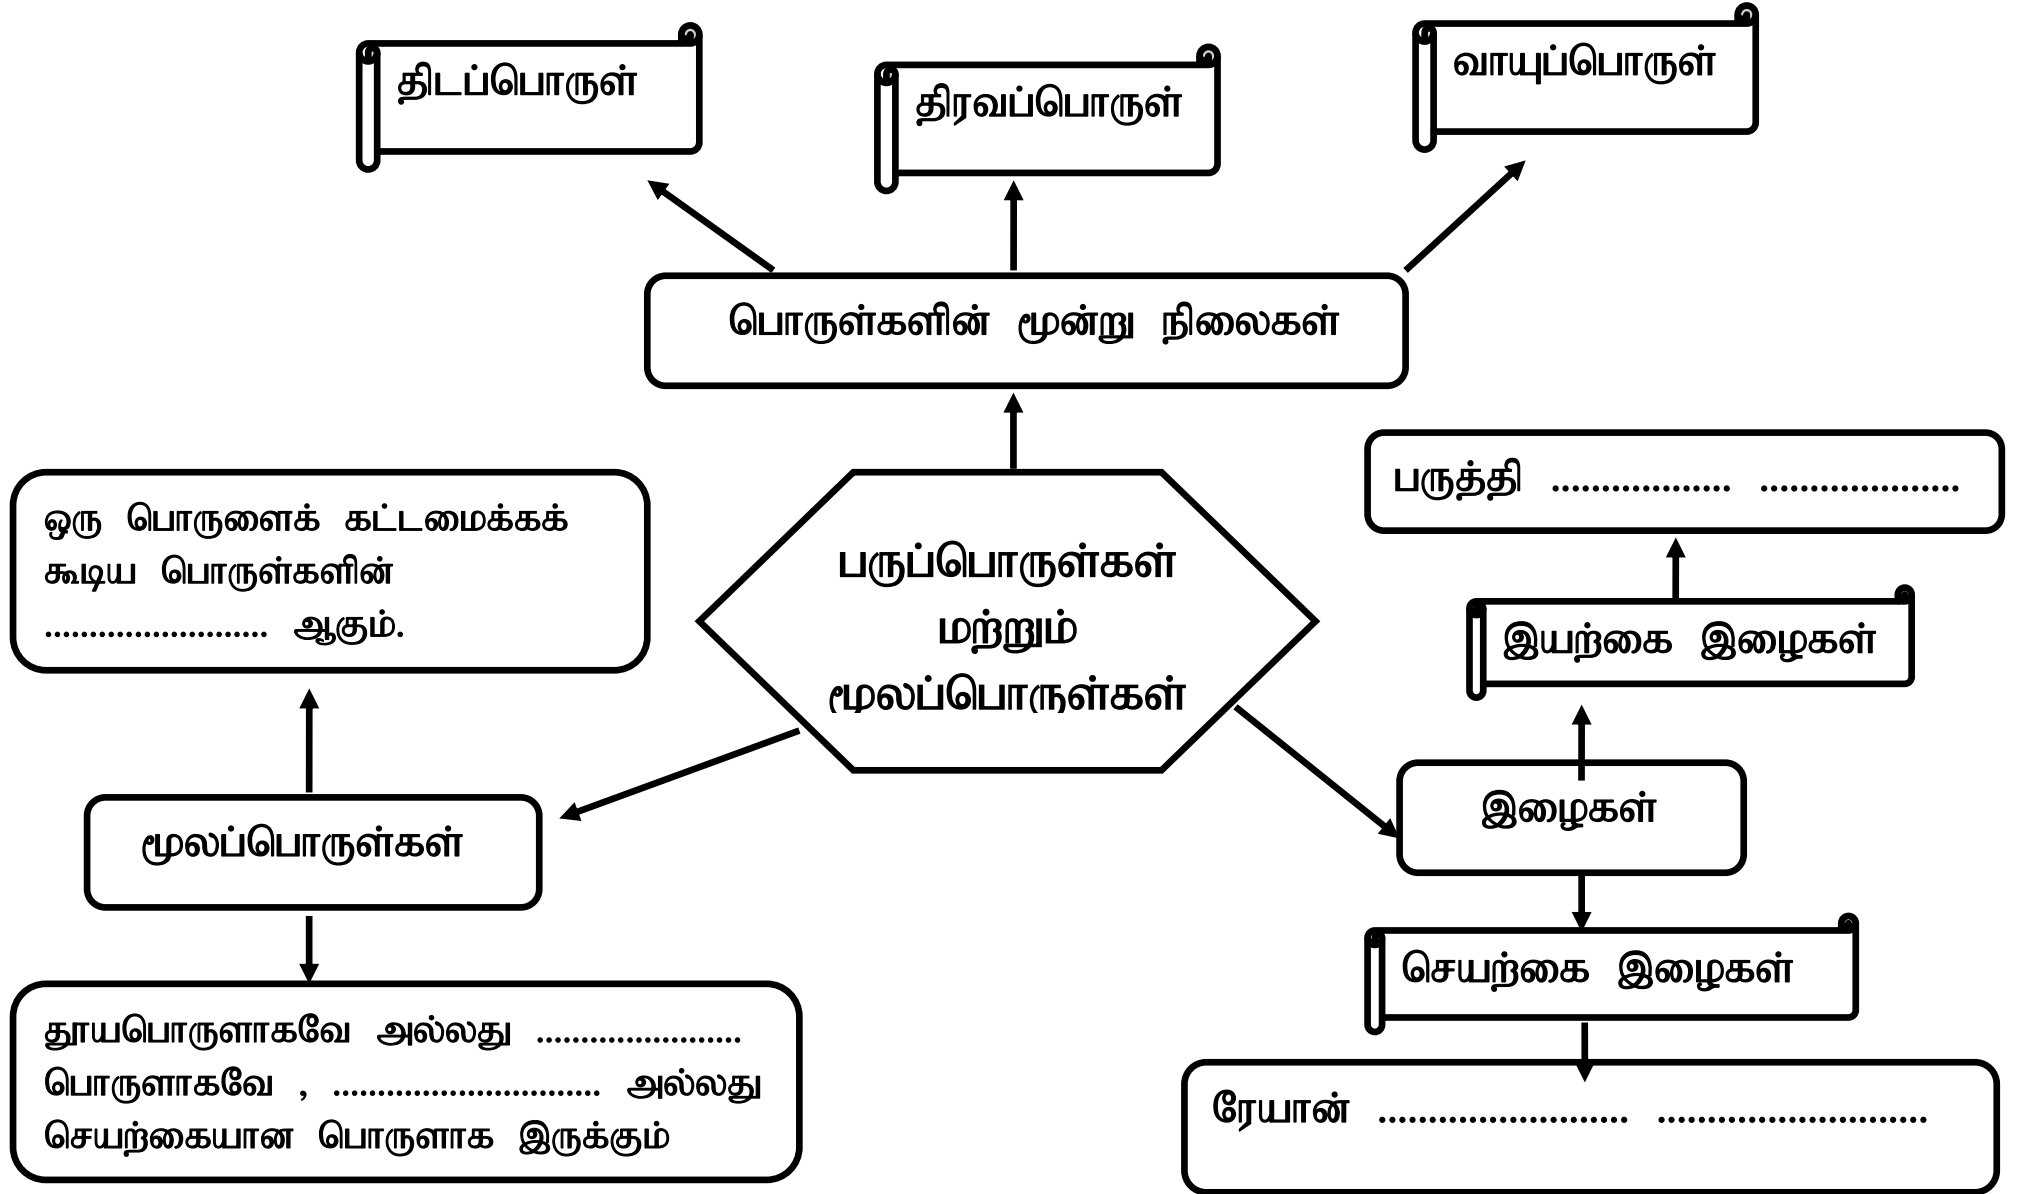 திடப்பொருள்
திரவப்பொருள்
வாயுப்பொருள்
பொருள்களின் மூன்று நிலைகள்
பருத்தி .................. ....................
ஒரு பொருளைக் கட்டமைக்கக்
கூடிய பொருள்களின்
......................... ஆகும்.
பருப்பொருள்கள்
மற்றும்
மூலப்பொருள்கள்
இயற்கை இழைகள்
இழைகள்
மூலப்பொருள்கள்
செயற்கை இழைகள்
தூயபொருளாகவே அல்லது .......................
பொருளாகவே , .............................. அல்லது
செயற்கையான பொருளாக இருக்கும்
ரேயான் ......................... ...........................